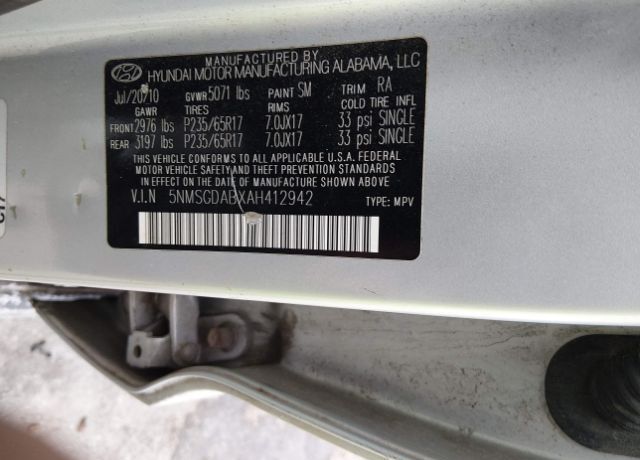 MANUFACTURED BY
HYUNDAI MOTOR MANUFACTURING ALABAMA, LLC
Jul/20/10 GVWR 5071 lbs PAINT SM TRIM RA
GAWR TIRES RIMS COLD TIRE INFL
FRONT 2976 lbs P235/65R17 7.0JX17 33 psi SINGLE
REAR 3197 lbs P235/65R17 7.0JX17 33 psi SINGLE
THIS VEHICLE CONFORMS TO ALL APPLICABLE U.S.A. FEDERAL
MOTOR VEHICLE SAFETY AND THEFT PREVENTION STANDARDS
IN EFFECT ON THE DATE OF MANUFACTURE SHOWN ABOVE
V.I.N 5NMSGDABXAH412942 TYPE: MPV